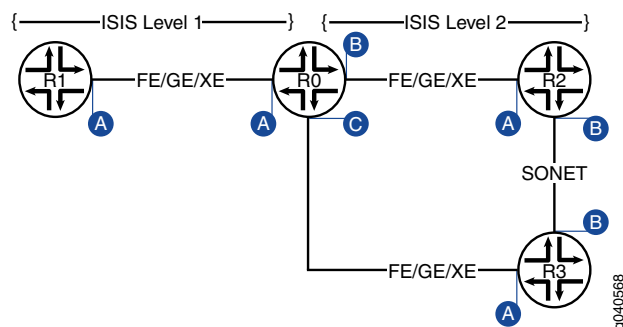 { ISIS Level 1 } { ISIS Level 2 }
B
R1 FE/GE/XE R0 FE/GE/XE R2
A A C A B
SONET
B
FE/GE/XE R3
A
g040568